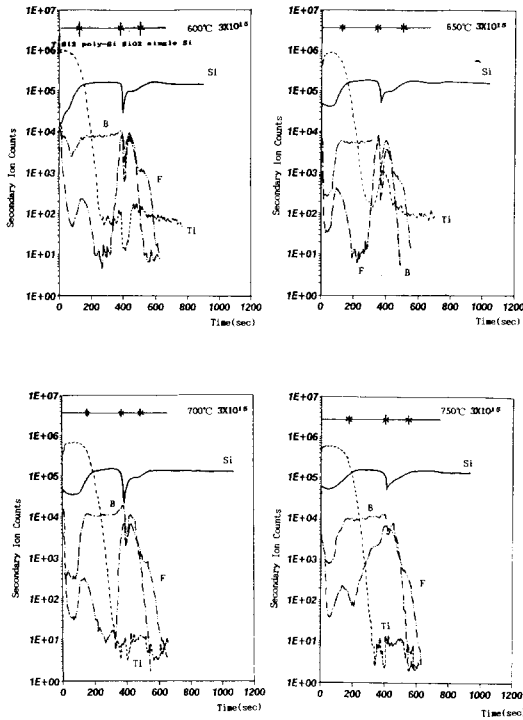 1E+07
1E+06
1E+05
1E+04
1E+03
1E+02
1E+01
1E+00
Secondary Ion Counts
600℃ 3X10¹⁵
poly-Si SiO2 single Si
Si
B
F
Ti
0 200 400 600 800 1000 1200
Time(sec)
1E+07
1E+06
1E+05
1E+04
1E+03
1E+02
1E+01
1E+00
Secondary Ion Counts
650℃ 3X10¹⁵
Si
Ti
F
B
0 200 400 600 800 1000 1200
Time(sec)
1E+07
1E+06
1E+05
1E+04
1E+03
1E+02
1E+01
1E+00
Secondary Ion Counts
700℃ 3X10¹⁵
Si
B
F
Ti
0 200 400 600 800 1000 1200
Time(sec)
1E+07
1E+06
1E+05
1E+04
1E+03
1E+02
1E+01
1E+00
Secondary Ion Counts
750℃ 3X10¹⁵
Si
B
F
Ti
0 200 400 600 800 1000 1200
Time(sec)